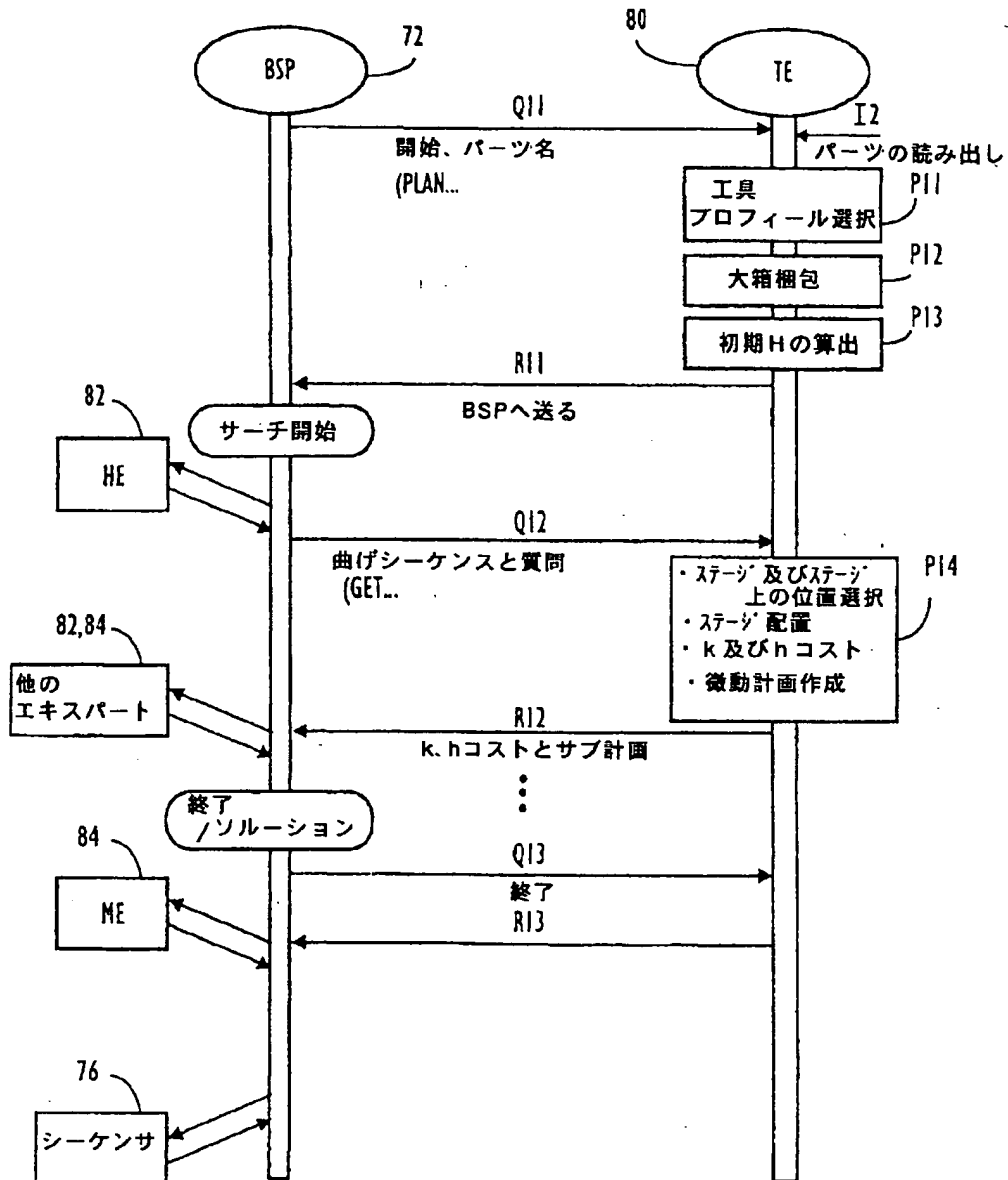 BSP
72
80
TE
Q11
開始、パーツ名
(PLAN...
I2
パーツの読み出し
工具
プロフィール選択
P11
大箱梱包
P12
初期Hの算出
P13
R11
BSPへ送る
サーチ開始
82
HE
Q12
曲げシーケンスと質問
(GET...
・ステージ及びステージ
上の位置選択
・ステージ配置
・k及びhコスト
・微動計画作成
P14
82,84
他の
エキスパート
R12
k、hコストとサブ計画
終了
/ソルーション
Q13
終了
84
ME
R13
76
シーケンサ